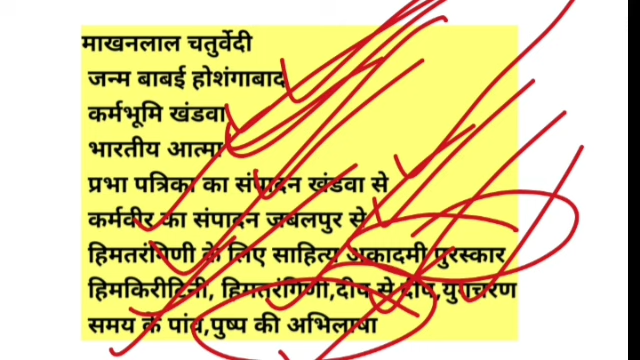 माखनलाल चतुर्वेदी
जन्म बाबई होशंगाबाद
कर्मभूमि खंडवा
भारतीय आत्मा
प्रभा पत्रिका का संपादन खंडवा से
कर्मवीर का संपादन जबलपुर से
हिमतरंगिणी के लिए साहित्य अकादमी पुरस्कार
हिमकिरीटिनी, हिमतरंगिणी,दीप से दीप,युगचरण
समय के पांव,पुष्प की अभिलाषा